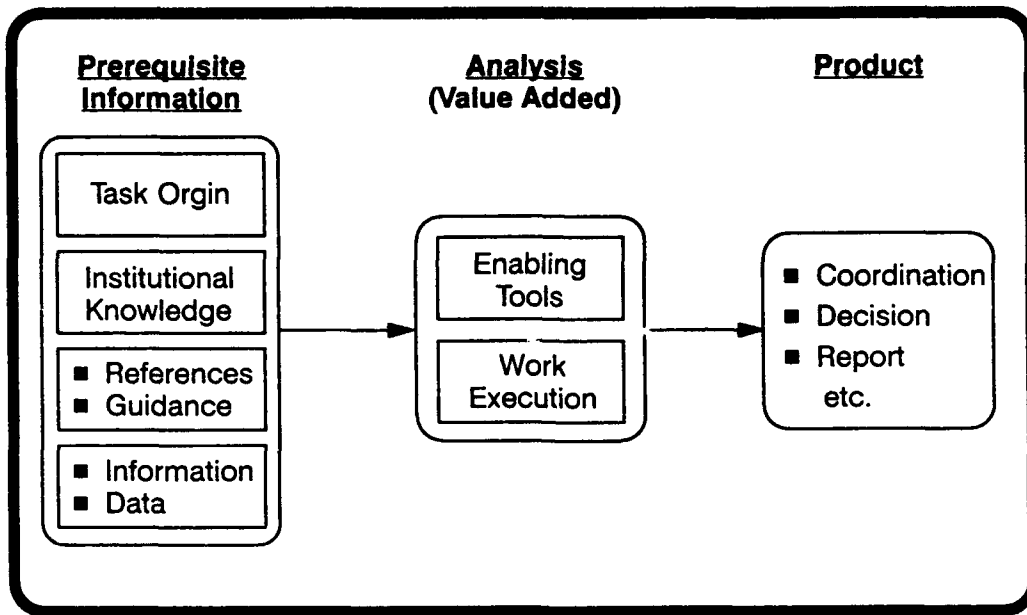 Prerequisite
Information
Task Orgin
Institutional
Knowledge
■ References
■ Guidance
■ Information
■ Data
Analysis
(Value Added)
Enabling
Tools
Work
Execution
Product
■ Coordination
■ Decision
■ Report
etc.